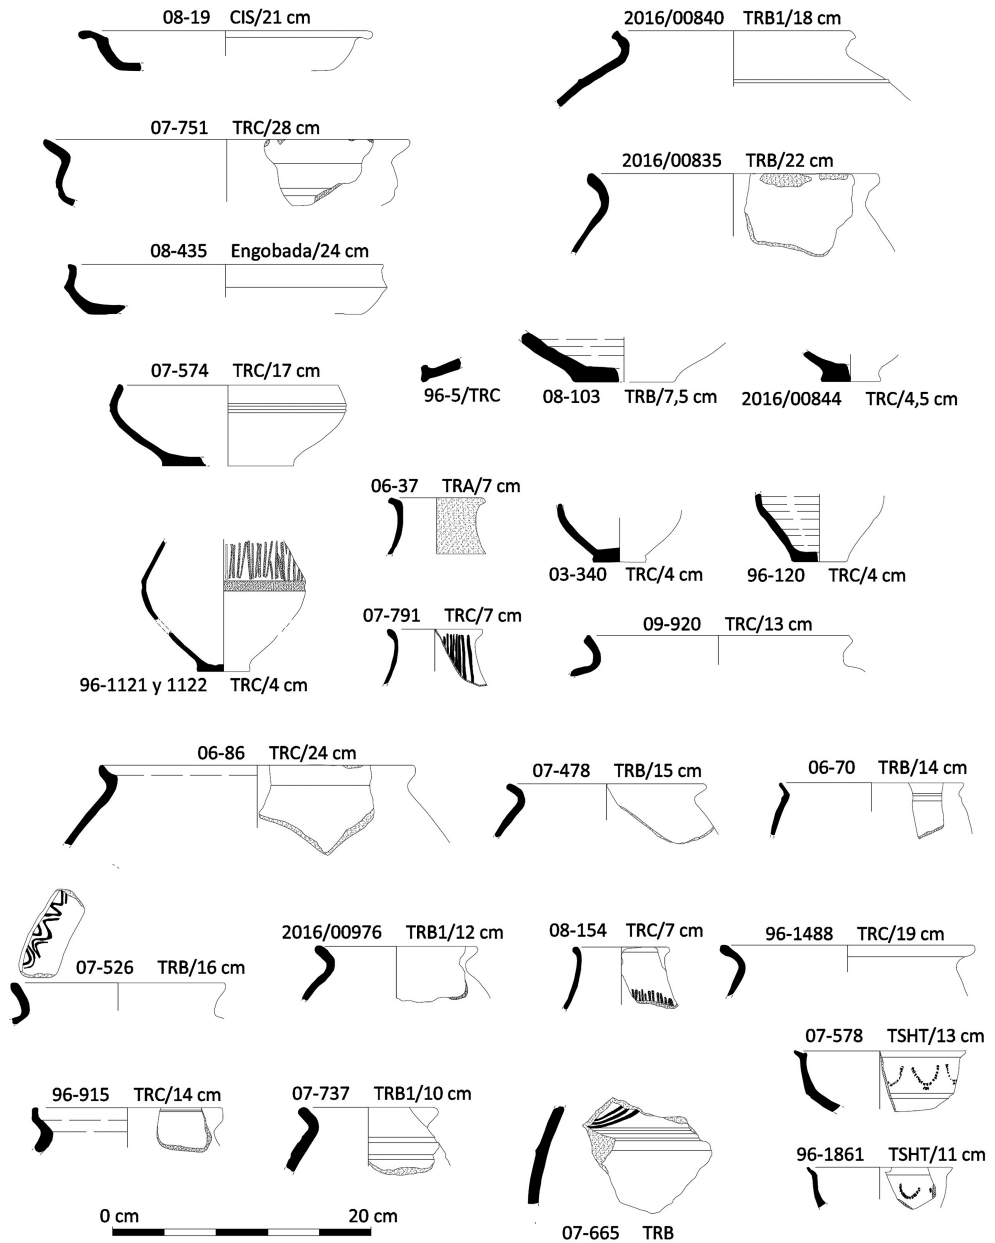 08-19 CIS/21 cm
2016/00840 TRB1/18 cm
07-751 TRC/28 cm
2016/00835 TRB/22 cm
08-435 Engobada/24 cm
07-574 TRC/17 cm
96-5/TRC
08-103 TRB/7,5 cm
2016/00844 TRC/4,5 cm
06-37 TRA/7 cm
03-340 TRC/4 cm
96-120 TRC/4 cm
07-791 TRC/7 cm
09-920 TRC/13 cm
96-1121 y 1122 TRC/4 cm
06-86 TRC/24 cm
07-478 TRB/15 cm
06-70 TRB/14 cm
07-526 TRB/16 cm
2016/00976 TRB1/12 cm
08-154 TRC/7 cm
96-1488 TRC/19 cm
07-578 TSHT/13 cm
96-915 TRC/14 cm
07-737 TRB1/10 cm
96-1861 TSHT/11 cm
07-665 TRB
0 cm 20 cm